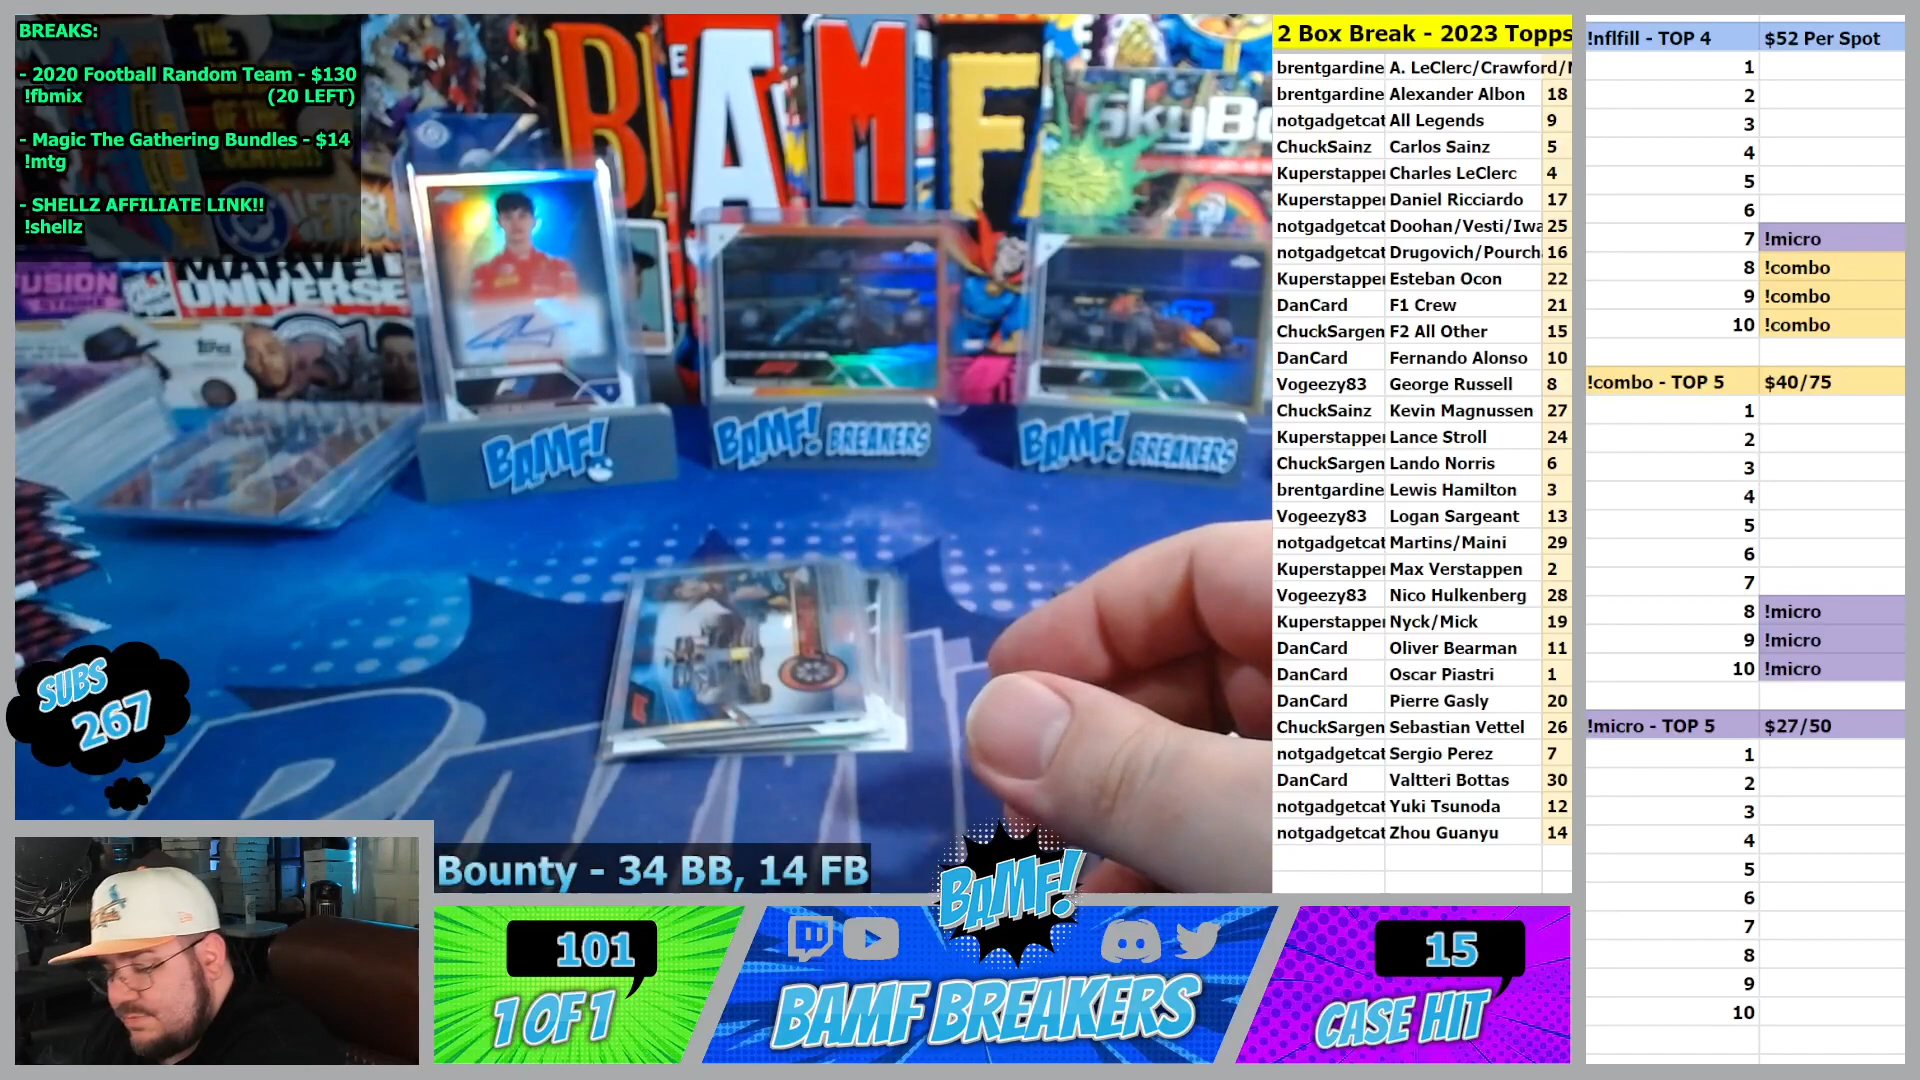 BREAKS:
- 2020 Football Random Team - $130
!fbmix (20 LEFT)
- Magic The Gathering Bundles - $14
!mtg
- SHELLZ AFFILIATE LINK!!
!shellz
BAMF
SkyBo
FUSION
STRIKE
MARVEL
UNIVERSE
BAMF!
BAMF! BREAKERS
BAMF! BREAKERS
SUBS
267
Bounty - 34 BB, 14 FB
BAMF!
101
1 OF 1
BAMF BREAKERS
15
CASE HIT
2 Box Break - 2023 Topps
brentgardine A. LeClerc/Crawford/
brentgardine Alexander Albon 18
notgadgetcat All Legends 9
ChuckSainz Carlos Sainz 5
Kuperstapper Charles LeClerc 4
Kuperstapper Daniel Ricciardo 17
notgadgetcat Doohan/Vesti/Iwa 25
notgadgetcat Drugovich/Pourch 16
Kuperstapper Esteban Ocon 22
DanCard F1 Crew 21
ChuckSargen F2 All Other 15
DanCard Fernando Alonso 10
Vogeezy83 George Russell 8
ChuckSainz Kevin Magnussen 27
Kuperstapper Lance Stroll 24
ChuckSargen Lando Norris 6
brentgardine Lewis Hamilton 3
Vogeezy83 Logan Sargeant 13
notgadgetcat Martins/Maini 29
Kuperstapper Max Verstappen 2
Vogeezy83 Nico Hulkenberg 28
Kuperstapper Nyck/Mick 19
DanCard Oliver Bearman 11
DanCard Oscar Piastri 1
DanCard Pierre Gasly 20
ChuckSargen Sebastian Vettel 26
notgadgetcat Sergio Perez 7
DanCard Valtteri Bottas 30
notgadgetcat Yuki Tsunoda 12
notgadgetcat Zhou Guanyu 14
!nflfill - TOP 4 $52 Per Spot
1
2
3
4
5
6
7 !micro
8 !combo
9 !combo
10 !combo
!combo - TOP 5 $40/75
1
2
3
4
5
6
7
8 !micro
9 !micro
10 !micro
!micro - TOP 5 $27/50
1
2
3
4
5
6
7
8
9
10